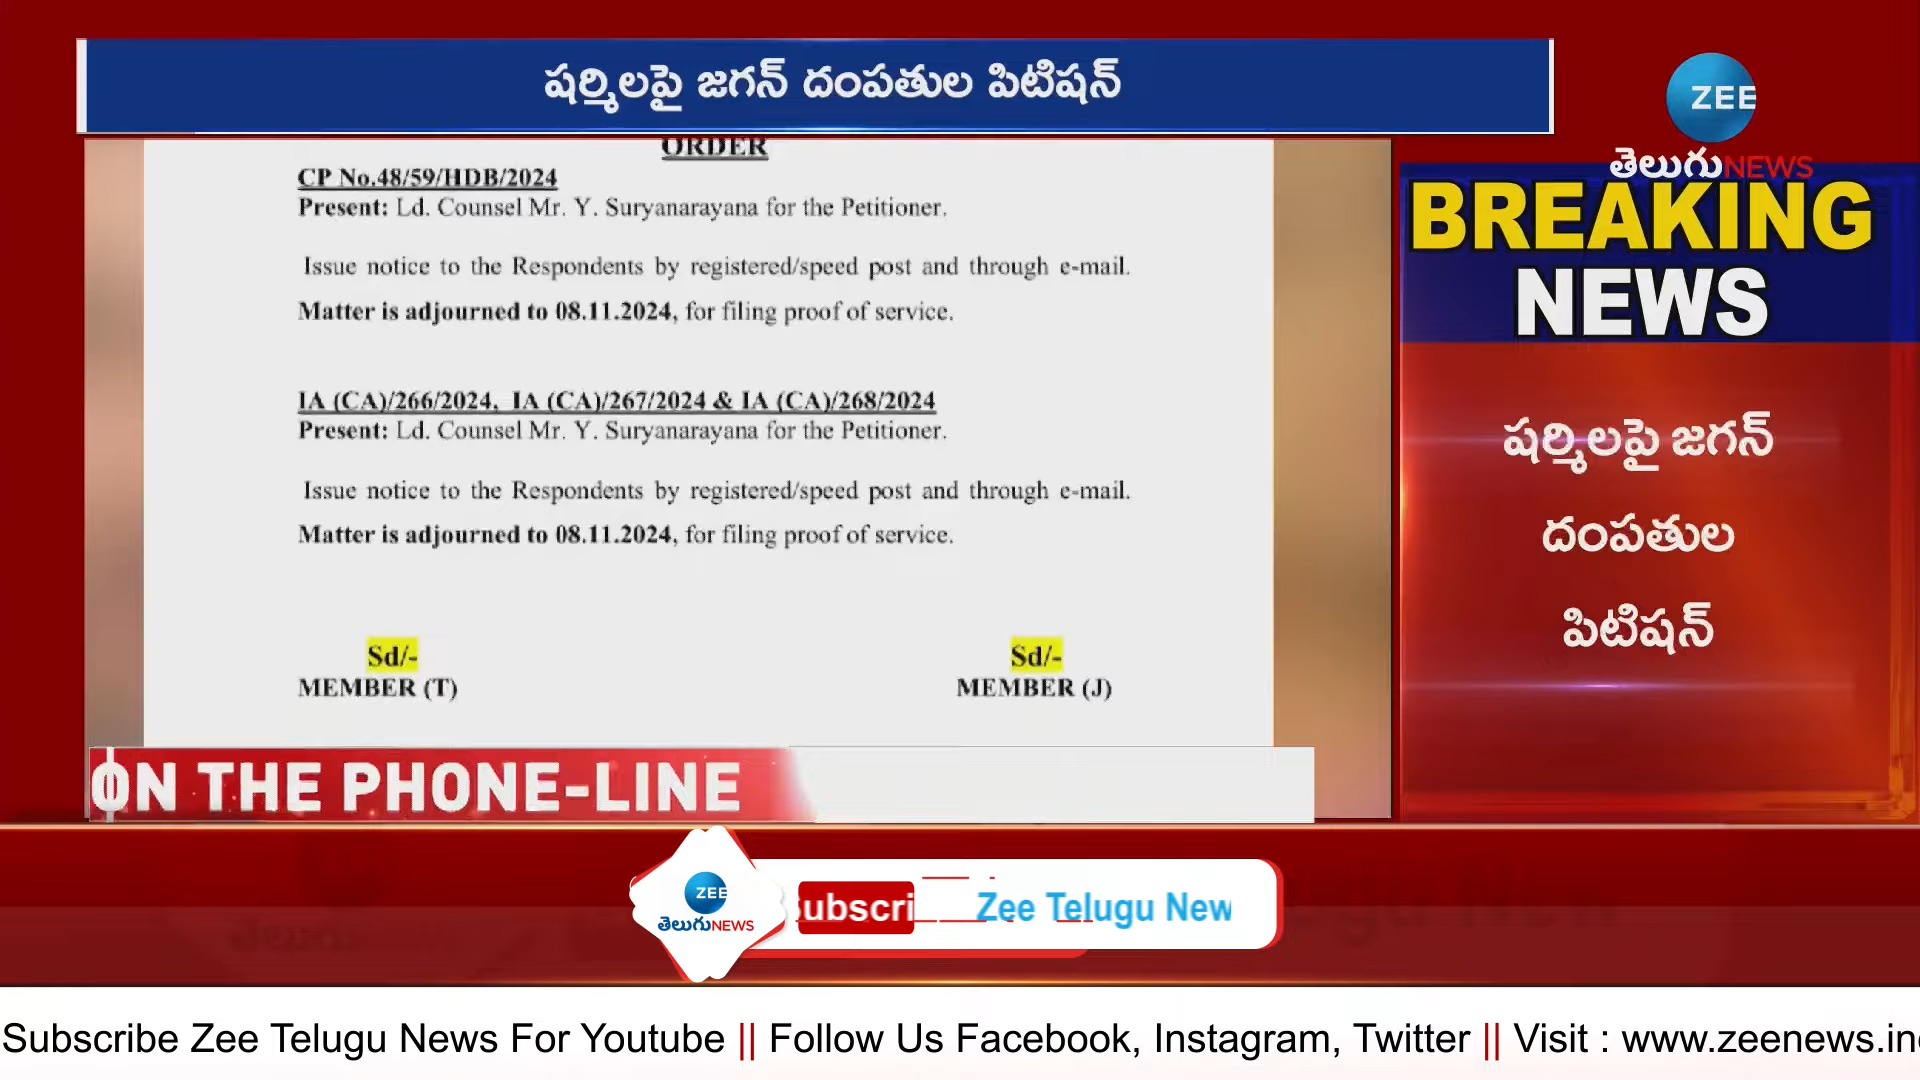 షర్మిలపై జగన్ దంపతుల పిటిషన్
ZEE
తెలుగు NEWS
ORDER
CP No.48/59/HDB/2024
Present: Ld. Counsel Mr. Y. Suryanarayana for the Petitioner.
Issue notice to the Respondents by registered/speed post and through e-mail.
Matter is adjourned to 08.11.2024, for filing proof of service.
IA (CA)/266/2024, IA (CA)/267/2024 & IA (CA)/268/2024
Present: Ld. Counsel Mr. Y. Suryanarayana for the Petitioner.
Issue notice to the Respondents by registered/speed post and through e-mail.
Matter is adjourned to 08.11.2024, for filing proof of service.
Sd/-
MEMBER (T)
Sd/-
MEMBER (J)
BREAKING
NEWS
షర్మిలపై జగన్
దంపతుల
పిటిషన్
ON THE PHONE-LINE
ZEE
తెలుగు NEWS
ubscri
Zee Telugu New
Subscribe Zee Telugu News For Youtube || Follow Us Facebook, Instagram, Twitter || Visit : www.zeenews.in